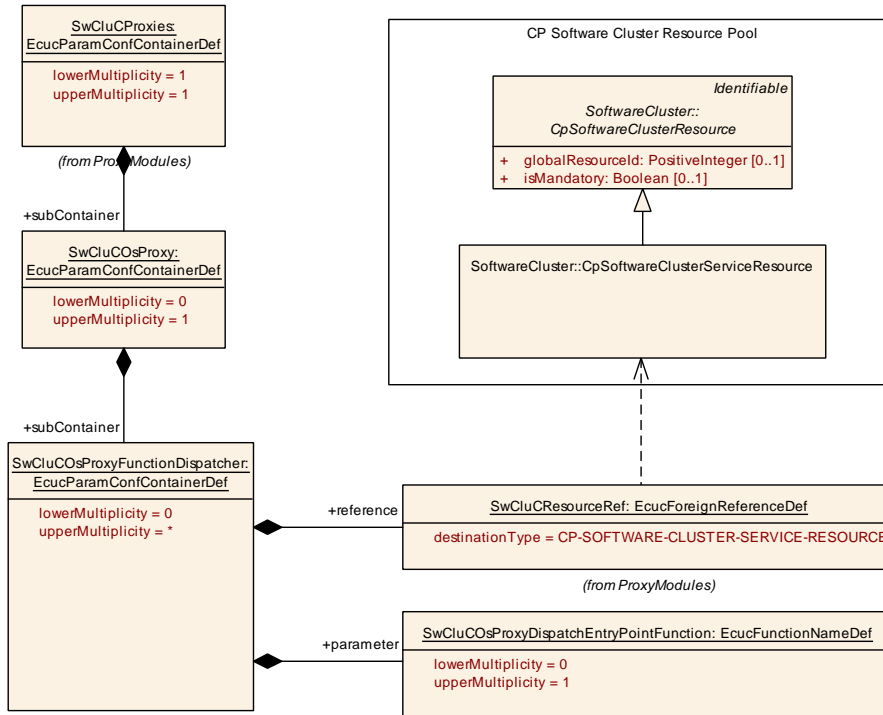 SwCluCProxies:
EcucParamConfContainerDef
lowerMultiplicity = 1
upperMultiplicity = 1
(from ProxyModules)
+subContainer
SwCluCOsProxy:
EcucParamConfContainerDef
lowerMultiplicity = 0
upperMultiplicity = 1
+subContainer
SwCluCOsProxyFunctionDispatcher:
EcucParamConfContainerDef
lowerMultiplicity = 0
upperMultiplicity = *
CP Software Cluster Resource Pool
Identifiable
SoftwareCluster::
CpSoftwareClusterResource
+ globalResourceId: PositiveInteger [0..1]
+ isMandatory: Boolean [0..1]
SoftwareCluster::CpSoftwareClusterServiceResource
+reference
SwCluCResourceRef: EcucForeignReferenceDef
destinationType = CP-SOFTWARE-CLUSTER-SERVICE-RESOURCE
(from ProxyModules)
+parameter
SwCluCOsProxyDispatchEntryPointFunction: EcucFunctionNameDef
lowerMultiplicity = 0
upperMultiplicity = 1